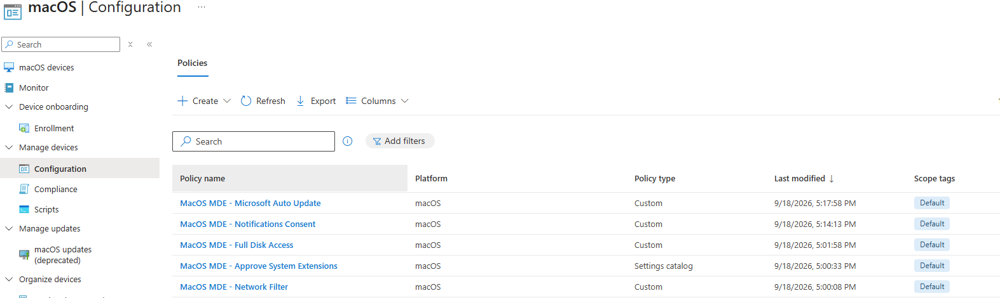 macOS | Configuration ...
Search
macOS devices
Monitor
Device onboarding
Enrollment
Manage devices
Configuration
Compliance
Scripts
Manage updates
macOS updates
(deprecated)
Organize devices
Policies
Create Refresh Export Columns
Search Add filters
Policy name Platform Policy type Last modified ↓ Scope tags
MacOS MDE - Microsoft Auto Update macOS Custom 9/18/2026, 5:17:58 PM Default
MacOS MDE - Notifications Consent macOS Custom 9/18/2026, 5:14:13 PM Default
MacOS MDE - Full Disk Access macOS Custom 9/18/2026, 5:01:58 PM Default
MacOS MDE - Approve System Extensions macOS Settings catalog 9/18/2026, 5:00:33 PM Default
MacOS MDE - Network Filter macOS Custom 9/18/2026, 5:00:08 PM Default